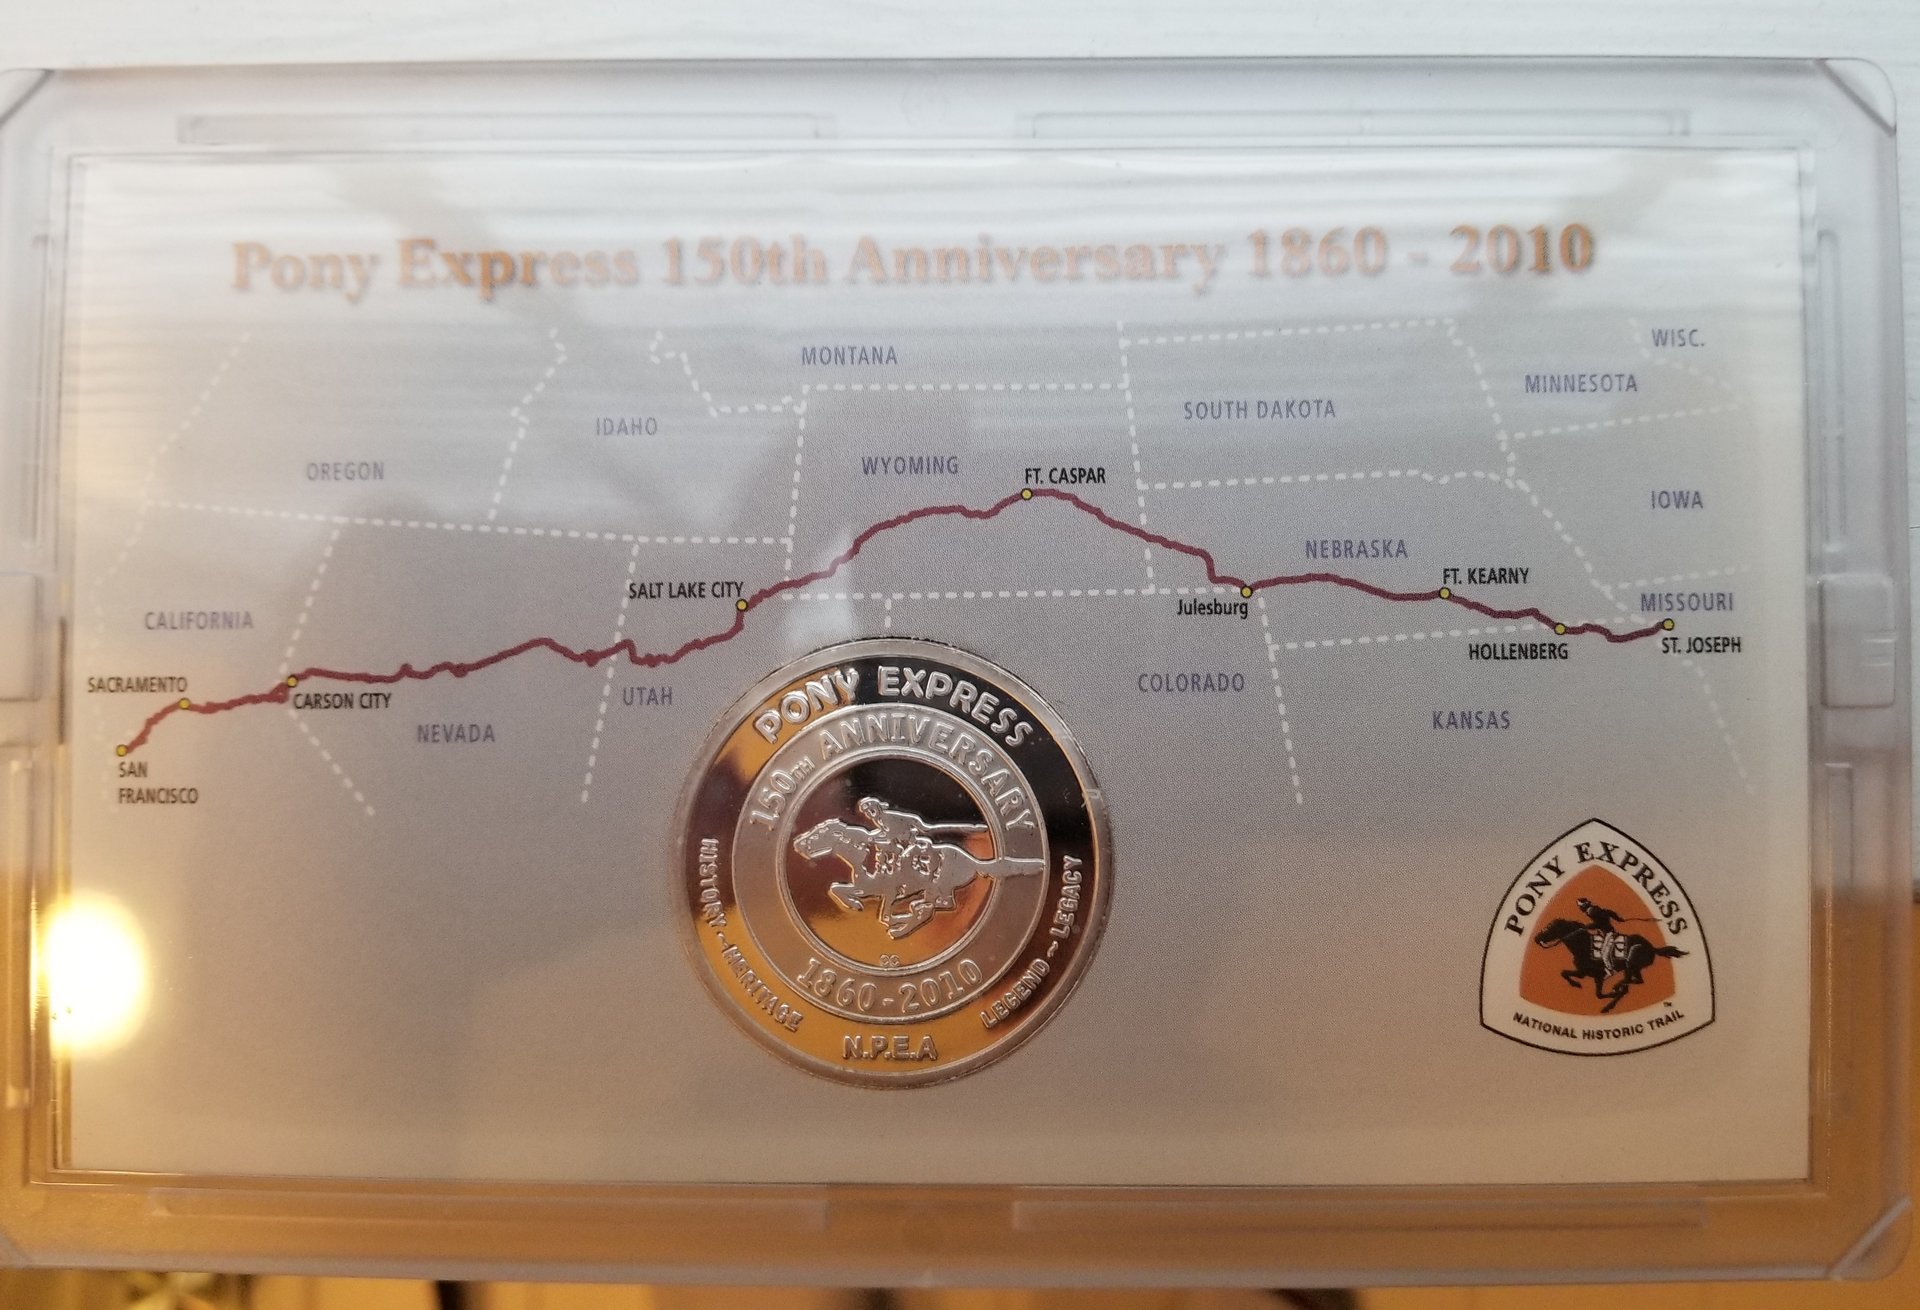 Pony Express 150th Anniversary 1860 - 2010
WISC.
MONTANA
MINNESOTA
SOUTH DAKOTA
IDAHO
OREGON
WYOMING
FT. CASPAR
IOWA
NEBRASKA
FT. KEARNY
SALT LAKE CITY
Julesburg
MISSOURI
CALIFORNIA
HOLLENBERG
ST. JOSEPH
SACRAMENTO
CARSON CITY
UTAH
COLORADO
NEVADA
KANSAS
SAN
FRANCISCO
PONY EXPRESS
150TH ANNIVERSARY
HISTORY~HERITAGE
LEGEND~LEGACY
1860-2010
N.P.E.A
PONY EXPRESS
NATIONAL HISTORIC TRAIL
TM